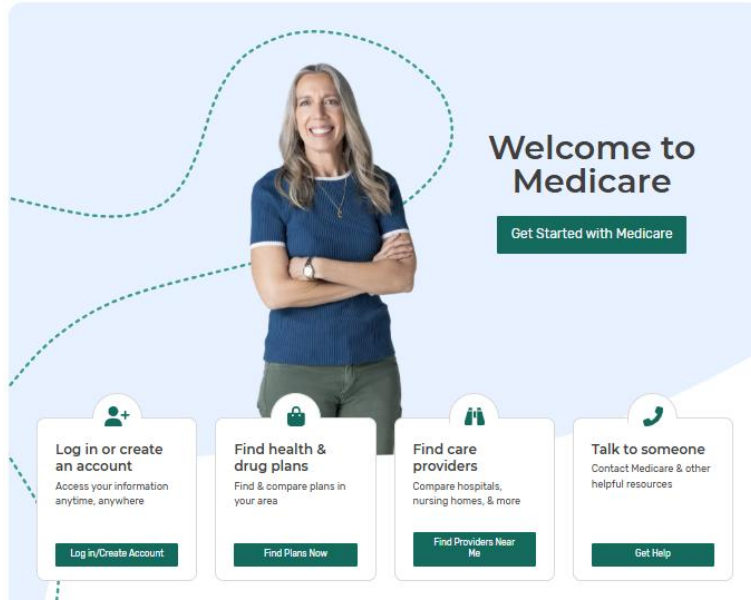 Welcome to
Medicare
Get Started with Medicare
Log in or create
an account
Access your information
anytime, anywhere
Log in/Create Account
Find health &
drug plans
Find & compare plans in
your area
Find Plans Now
Find care
providers
Compare hospitals,
nursing homes, & more
Find Providers Near
Me
Talk to someone
Contact Medicare & other
helpful resources
Get Help